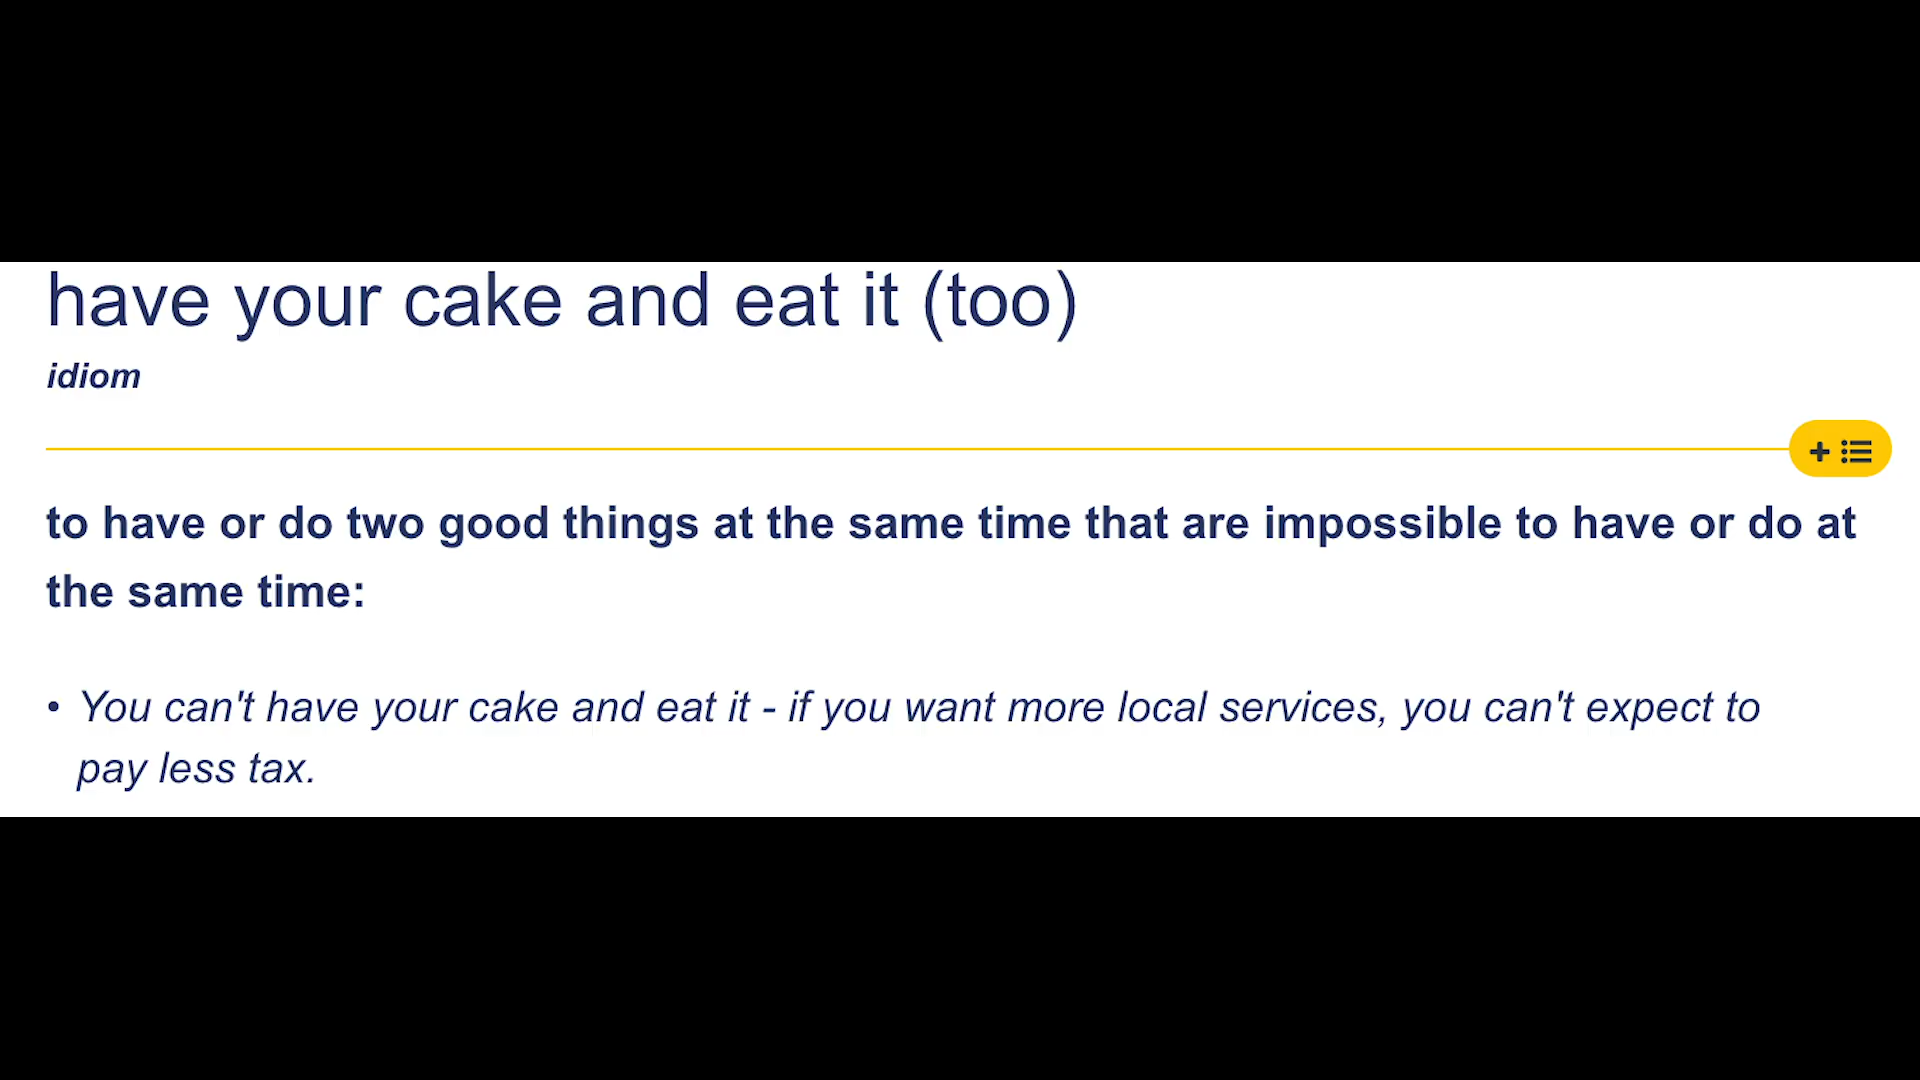 have your cake and eat it (too)
idiom
to have or do two good things at the same time that are impossible to have or do at
the same time:
• You can't have your cake and eat it - if you want more local services, you can't expect to
pay less tax.